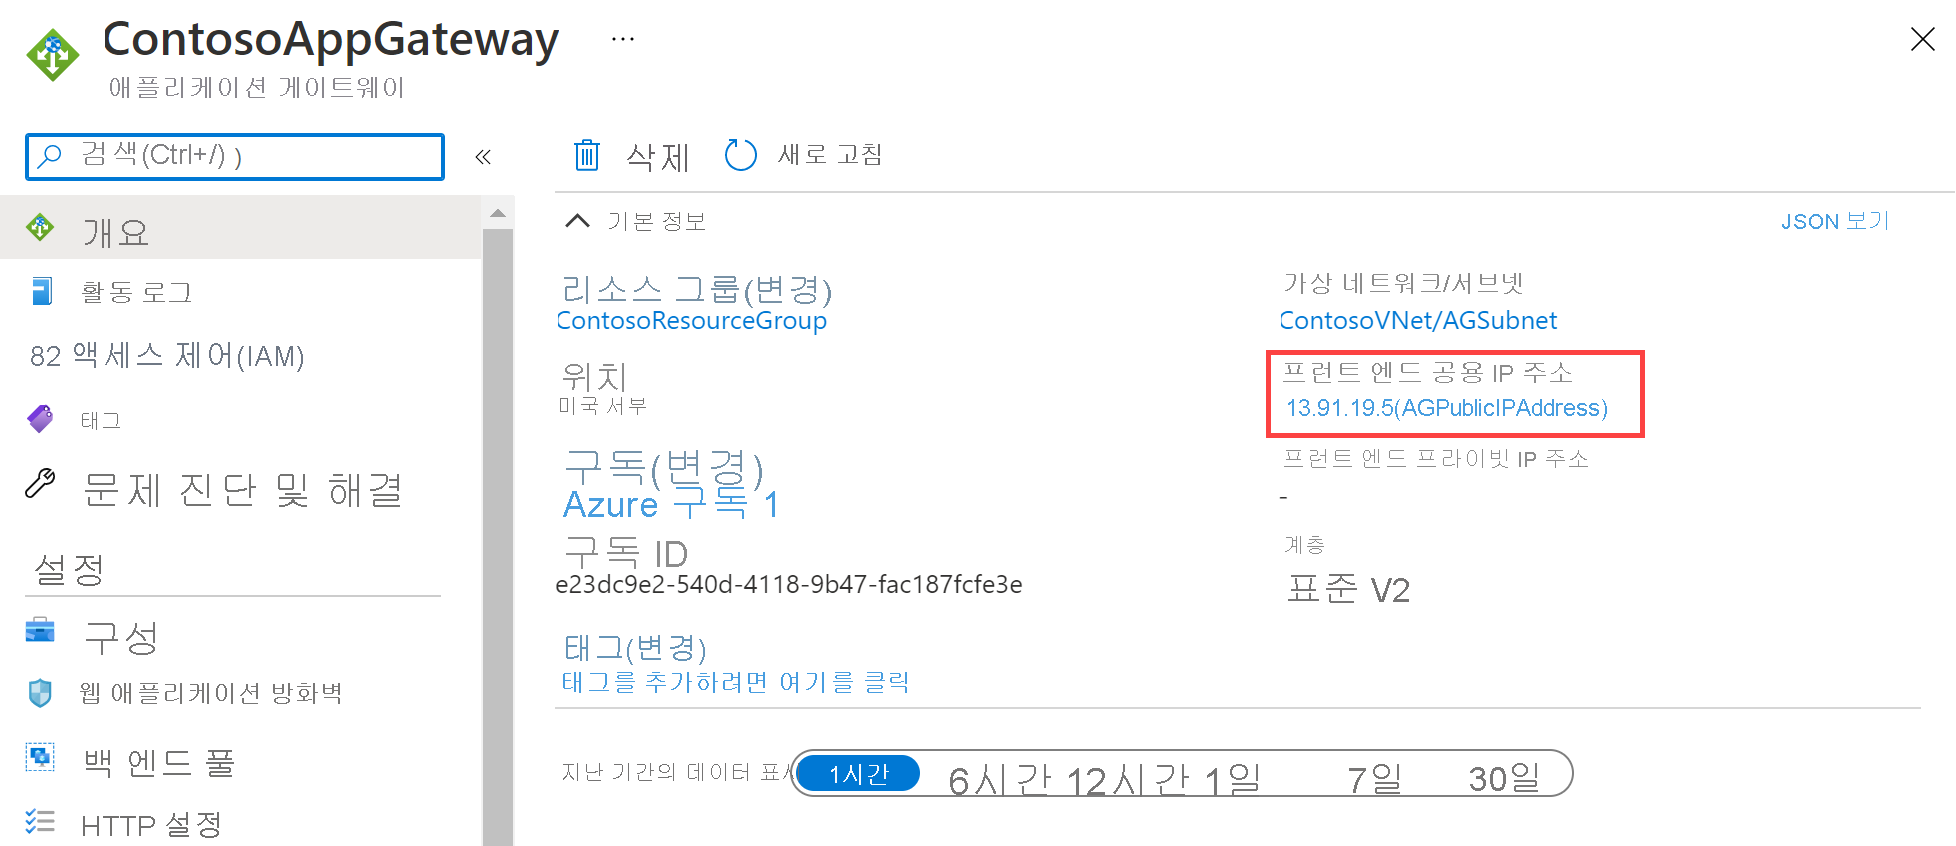 ContosoAppGateway ...
애플리케이션 게이트웨이
검색(Ctrl+/) )
«
개요
활동 로그
82 액세스 제어(IAM)
태그
문제 진단 및 해결
설정
구성
웹 애플리케이션 방화벽
백 엔드 풀
HTTP 설정
삭제 새로 고침
기본 정보
JSON 보기
리소스 그룹(변경)
ContosoResourceGroup
위치
미국 서부
구독(변경)
Azure 구독 1
구독 ID
e23dc9e2-540d-4118-9b47-fac187fcfe3e
태그(변경)
태그를 추가하려면 여기를 클릭
가상 네트워크/서브넷
ContosoVNet/AGSubnet
프런트 엔드 공용 IP 주소
13.91.19.5(AGPublicIPAddress)
프런트 엔드 프라이빗 IP 주소
-
계층
표준 V2
지난 기간의 데이터 1시간 6시간 12시간 1일 7일 30일